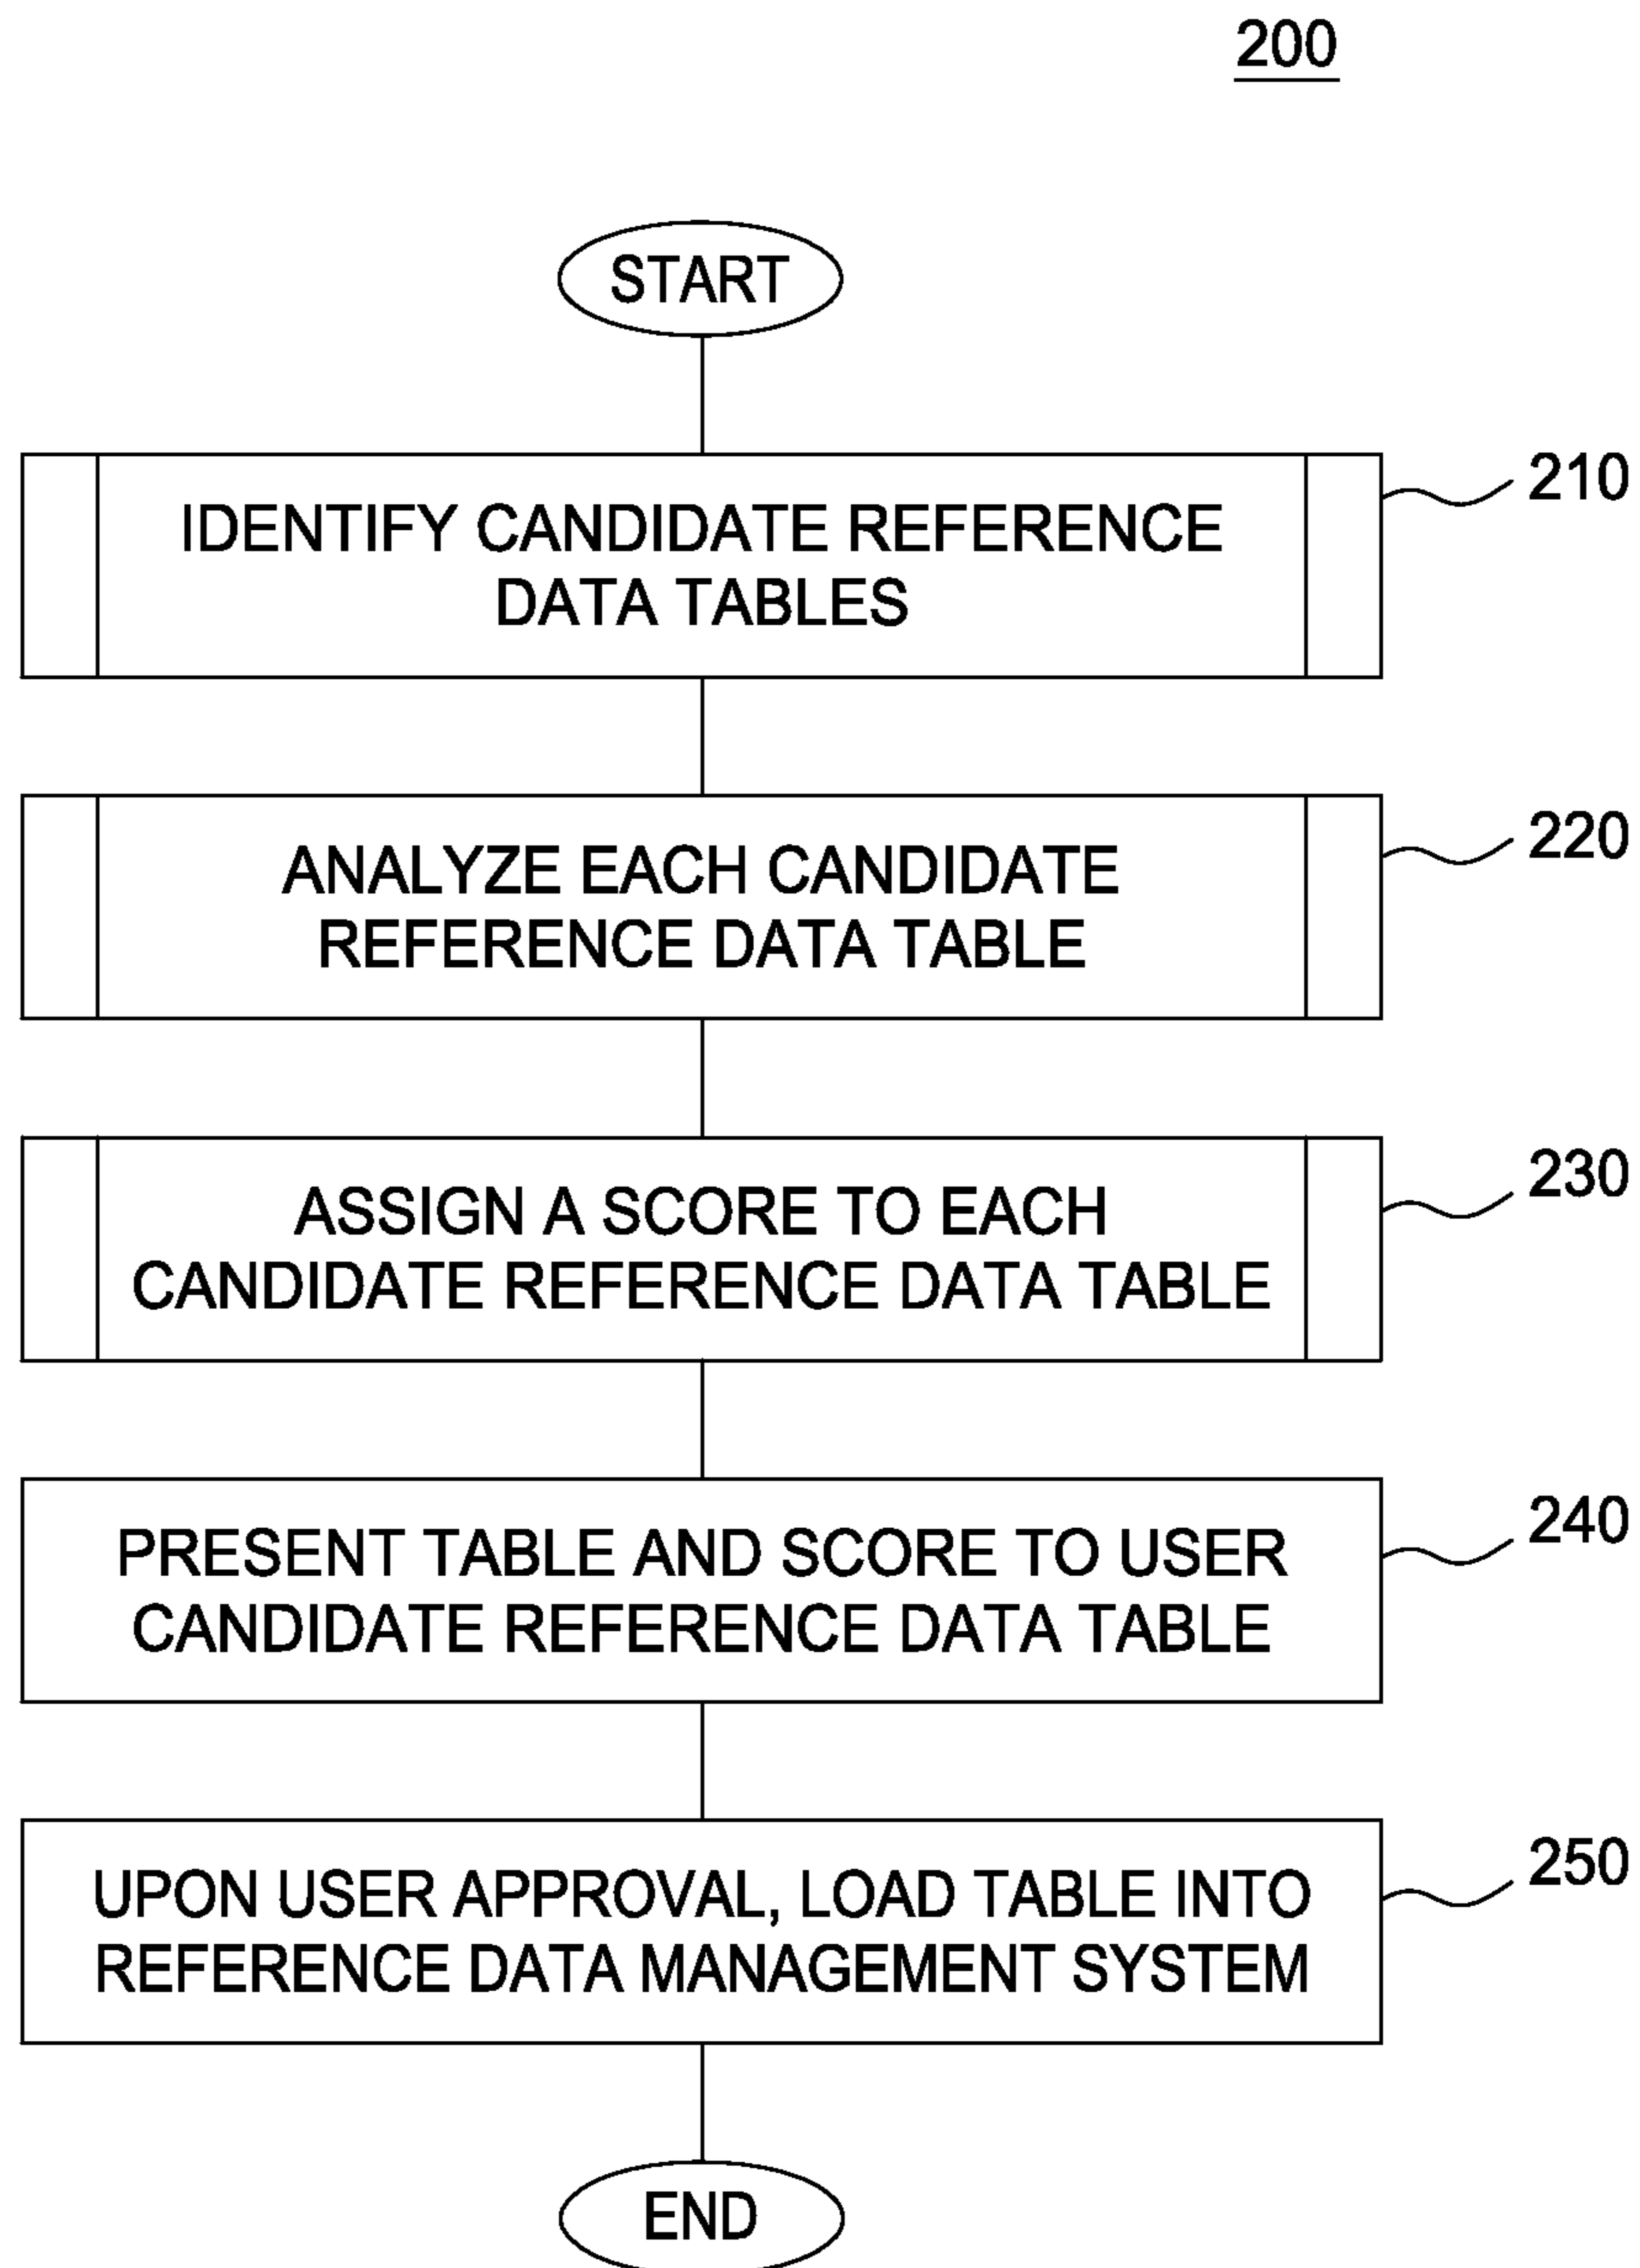 200
START
IDENTIFY CANDIDATE REFERENCE
DATA TABLES
210
ANALYZE EACH CANDIDATE
REFERENCE DATA TABLE
220
ASSIGN A SCORE TO EACH
CANDIDATE REFERENCE DATA TABLE
230
PRESENT TABLE AND SCORE TO USER
CANDIDATE REFERENCE DATA TABLE
240
UPON USER APPROVAL, LOAD TABLE INTO
REFERENCE DATA MANAGEMENT SYSTEM
250
END